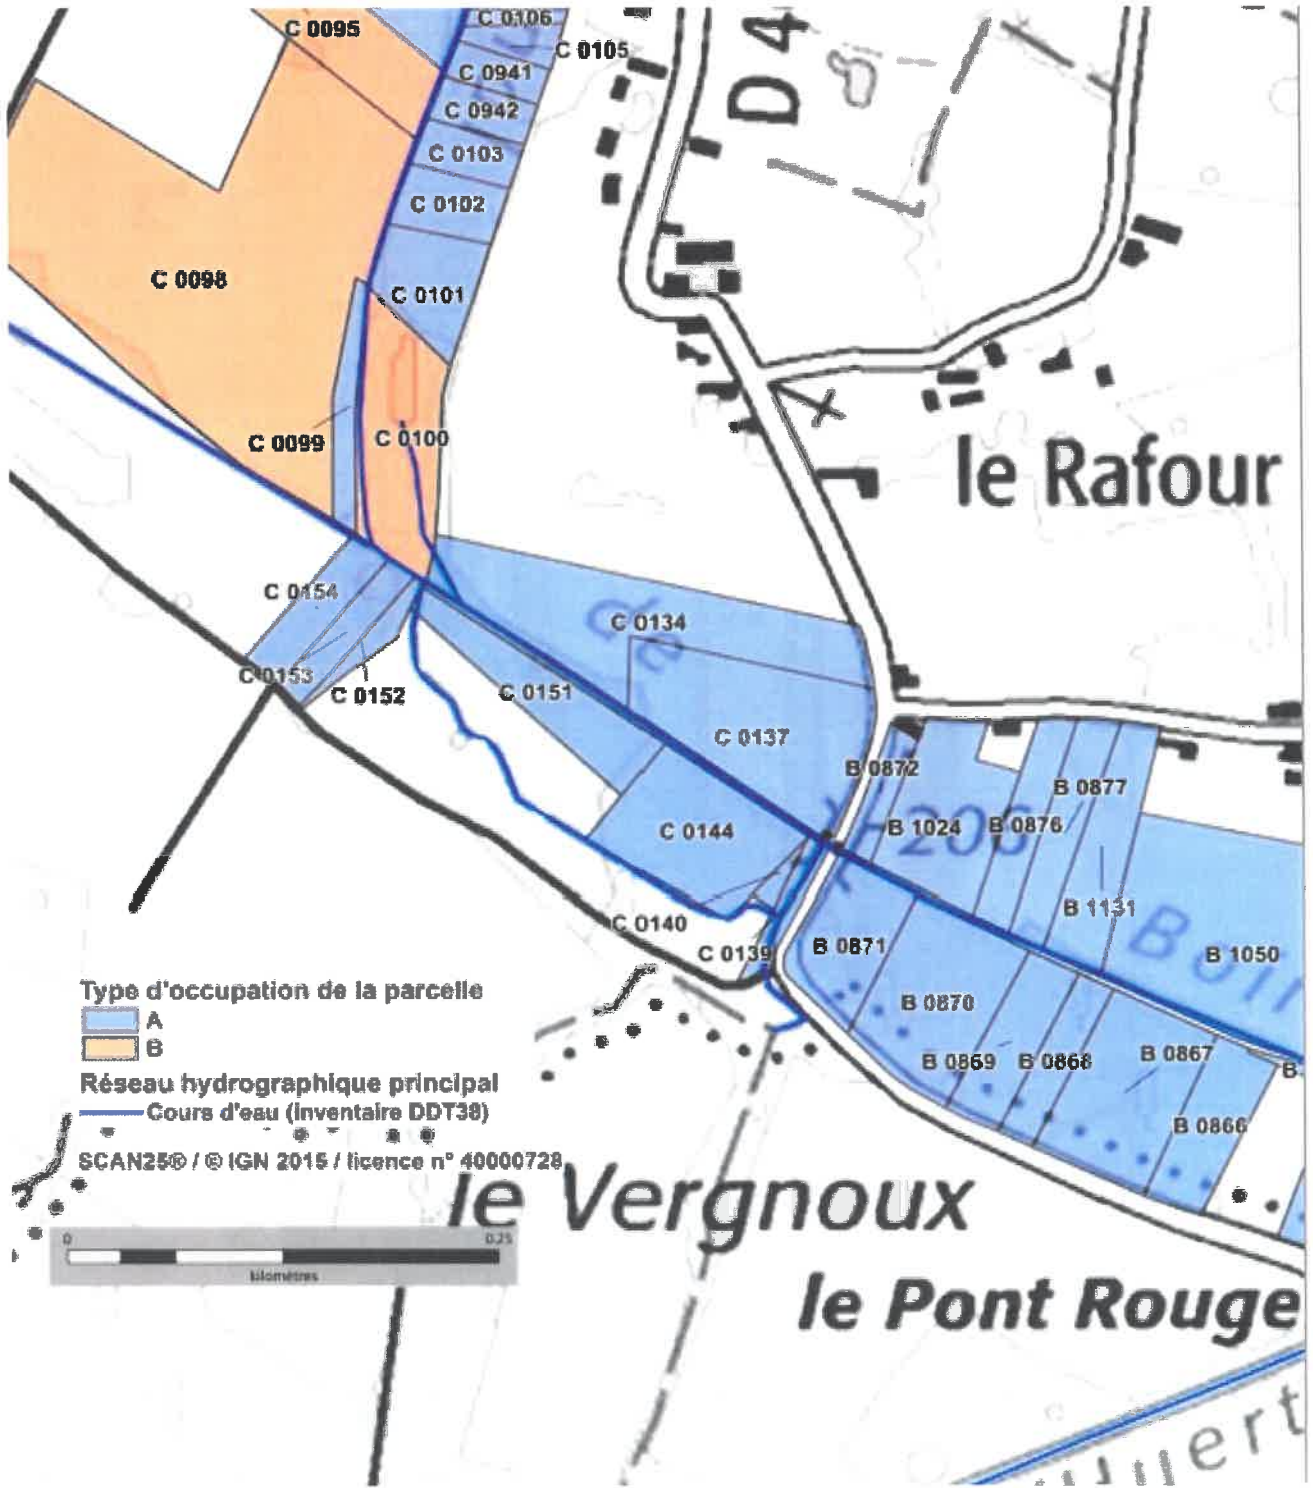 C 0106
C 0095
C 0105
C 0941
C 0942
D 4
C 0103
C 0102
C 0098
C 0101
C 0099
C 0100
le Rafour
C 0154
de
C 0134
C 0153
C 0152
C 0151
C 0137
B 0872
B 0877
C 0144
B 1024
206
B 0876
B 1131
C 0140
C 0139
B 0871
B 1050
Type d'occupation de la parcelle
A
B
B 0870
B 0869
B 0868
B 0867
B
Réseau hydrographique principal
Cours d'eau (inventaire DDT38)
B 0866
SCAN25® / © IGN 2015 / licence n° 40000728
le Vergnoux
0
0.25
kilomètres
le Pont Rouge